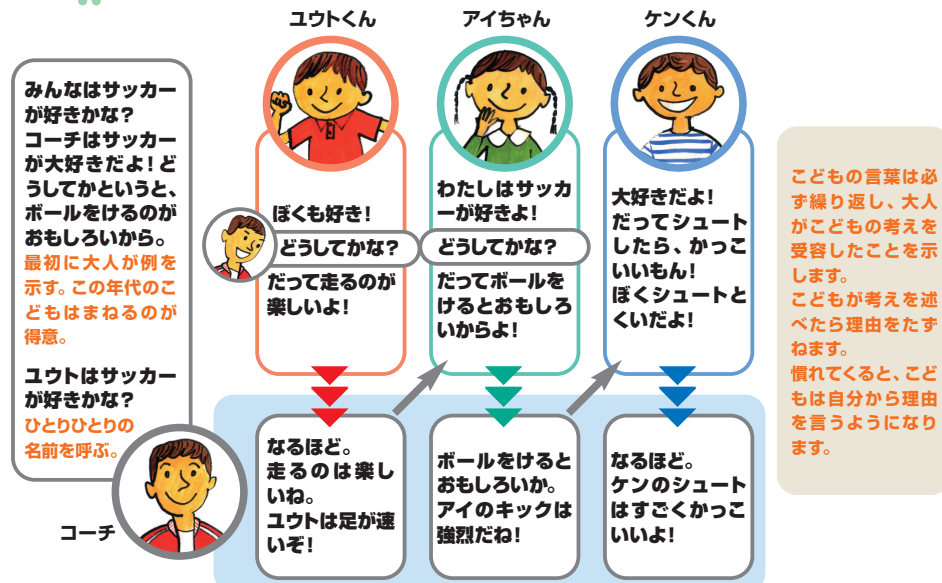 ユウトくん
アイちゃん
ケンくん
みんなはサッカー
が好きかな?
コーチはサッカー
が大好きだよ!ど
うしてかというと、
ボールをけるのが
おもしろいから。
最初に大人が例を
示す。この年代のこ
どもはまねるのが
得意。
ユウトはサッカー
が好きかな?
ひとりひとりの
名前を呼ぶ。
コーチ
ぼくも好き!
どうしてかな?
だって走るのが
楽しいよ!
なるほど。
走るのは楽し
いね。
ユウトは足が速
いぞ!
わたしはサッカ
ーが好きよ!
どうしてかな?
だってボールを
けるとおもしろ
いからよ!
ボールをけると
おもしろいか。
アイのキックは
強烈だね!
大好きだよ!
だってシュート
したら、かっこ
いいもん!
ぼくシュートと
くいだよ!
なるほど。
ケンのシュート
はすごくかっこ
いいよ!
こどもの言葉は必
ず繰り返し、大人
がこどもの考えを
受容したことを示
します。
こどもが考えを述
べたら理由をたず
ねます。
慣れてくると、こど
もは自分から理由
を言うようになり
ます。